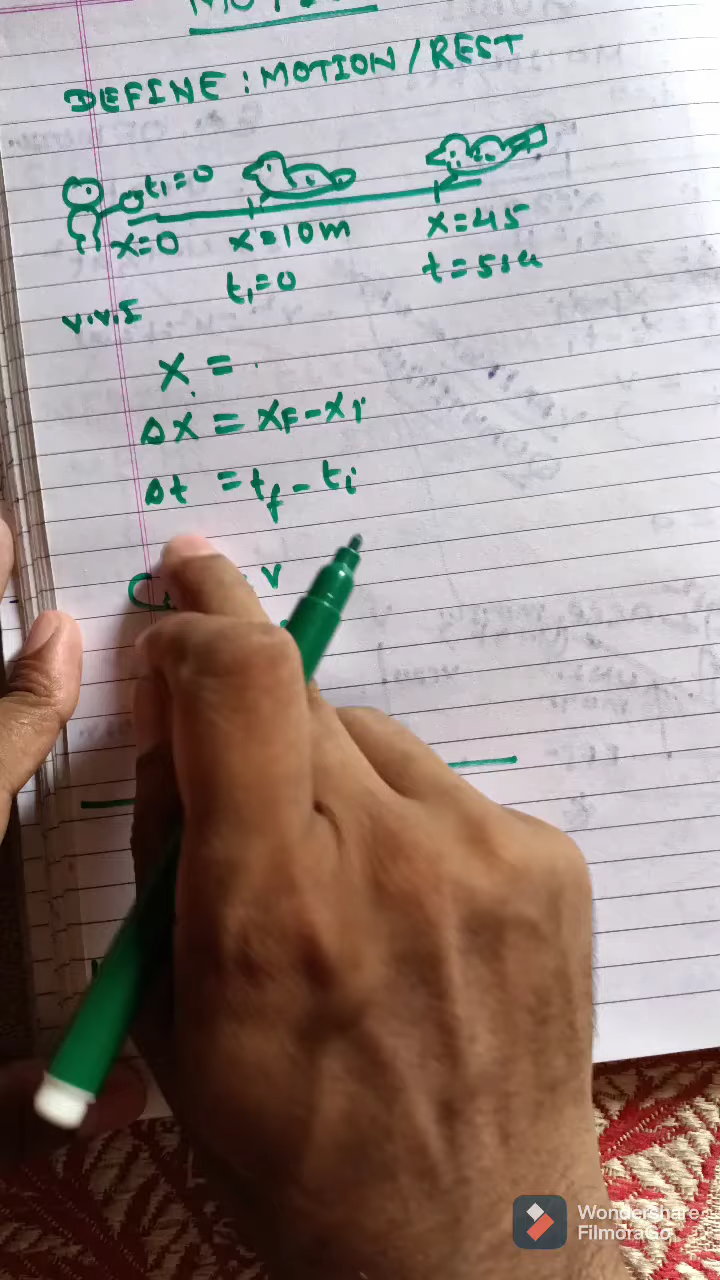 DEFINE : MOTION / REST
t₁=0
x=0 x=10m x=45
t₁=0 t=5
V.V.I
X =
Δx = xF - xi
Δt = tf - ti
V
Wondershare
FilmoraGo